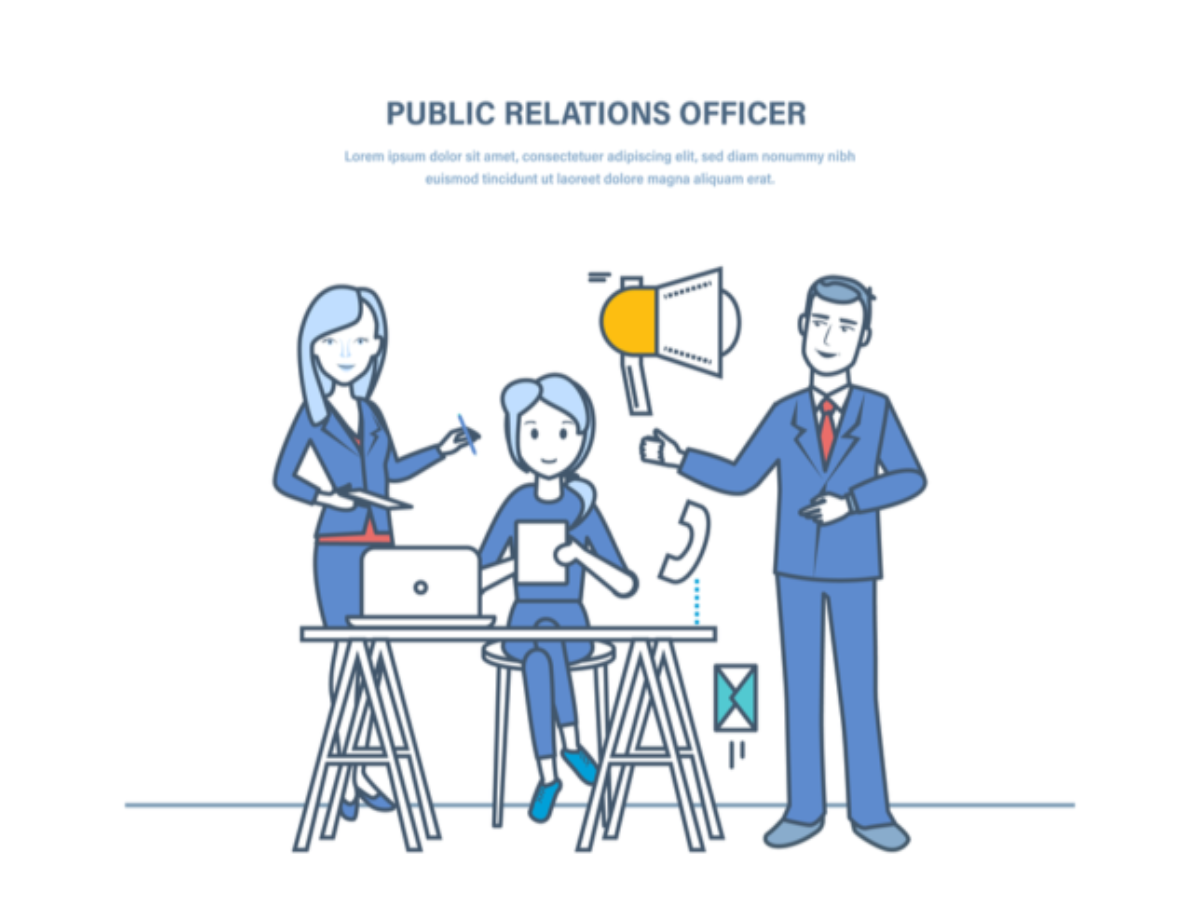 PUBLIC RELATIONS OFFICER
Lorem ipsum dolor sit amet, consectetuer adipiscing elit, sed diam nonummy nibh
euismod tincidunt ut laoreet dolore magna aliquam erat.